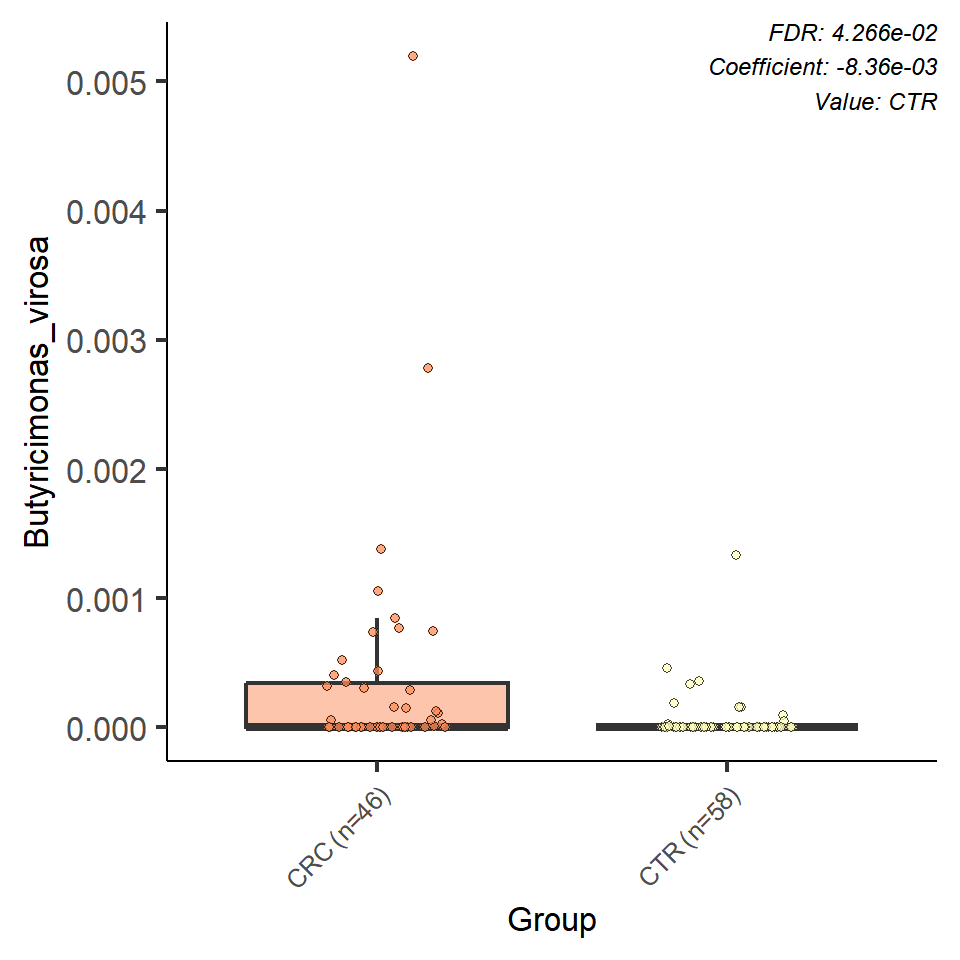 FDR: 4.266e-02
Coefficient: -8.36e-03
Value: CTR
Butyricimonas_virosa
0.005
0.004
0.003
0.002
0.001
0.000
CRC (n=46)
CTR (n=58)
Group